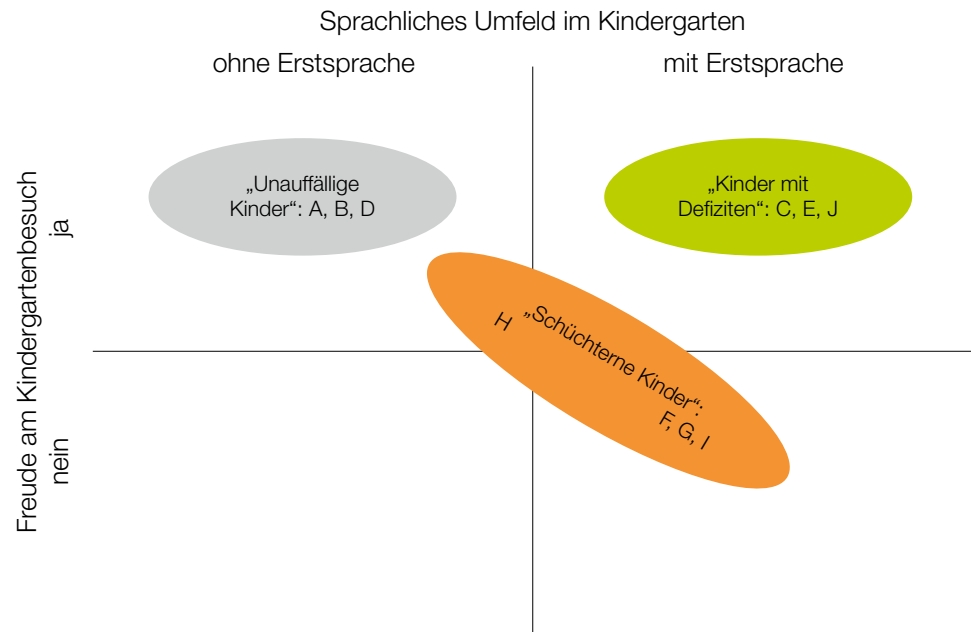 Sprachliches Umfeld im Kindergarten
ohne Erstsprache
mit Erstsprache
Freude am Kindergartenbesuch
ja
nein
„Unauffällige
Kinder“: A, B, D
„Kinder mit
Defiziten“: C, E, J
„Schüchterne Kinder“:
H
F, G, I